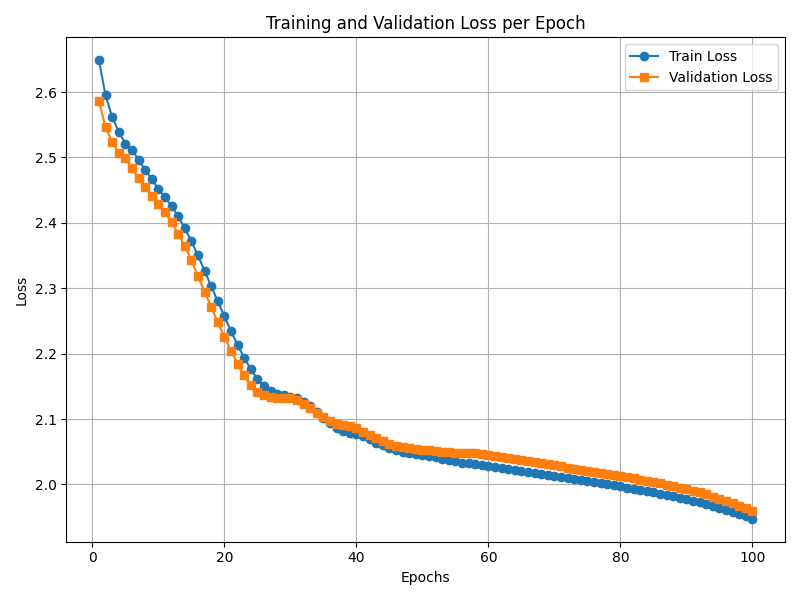 Training and Validation Loss per Epoch
Train Loss
Validation Loss
2.6
2.5
2.4
2.3
2.2
2.1
2.0
Loss
0 20 40 60 80 100
Epochs